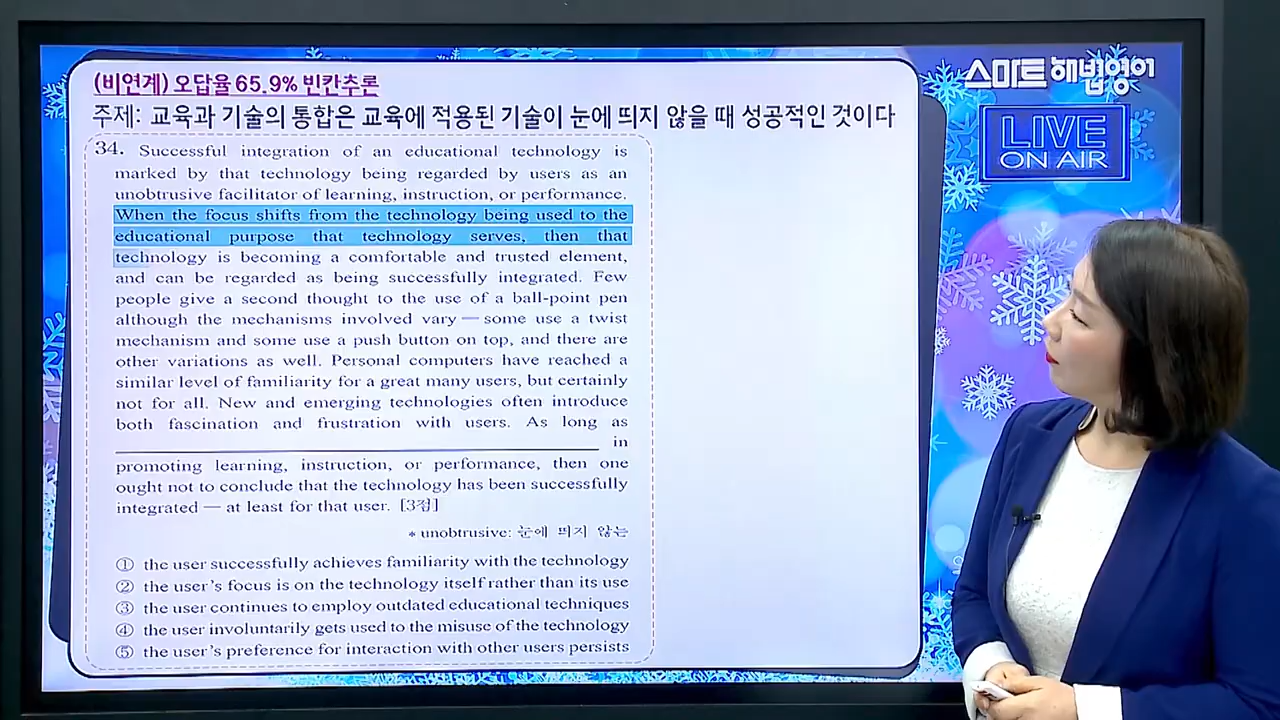 (비연계) 오답율 65.9% 빈칸추론
스마트 해법영어
주제: 교육과 기술의 통합은 교육에 적용된 기술이 눈에 띄지 않을 때 성공적인 것이다
LIVE
ON AIR
34. Successful integration of an educational technology is
marked by that technology being regarded by users as an
unobtrusive facilitator of learning, instruction, or performance.
When the focus shifts from the technology being used to the
educational purpose that technology serves, then that
technology is becoming a comfortable and trusted element,
and can be regarded as being successfully integrated. Few
people give a second thought to the use of a ball-point pen
although the mechanisms involved vary — some use a twist
mechanism and some use a push button on top, and there are
other variations as well. Personal computers have reached a
similar level of familiarity for a great many users, but certainly
not for all. New and emerging technologies often introduce
both fascination and frustration with users. As long as
in
promoting learning, instruction, or performance, then one
ought not to conclude that the technology has been successfully
integrated — at least for that user. [3점]
* unobtrusive: 눈에 띄지 않는
① the user successfully achieves familiarity with the technology
② the user's focus is on the technology itself rather than its use
③ the user continues to employ outdated educational techniques
④ the user involuntarily gets used to the misuse of the technology
⑤ the user's preference for interaction with other users persists